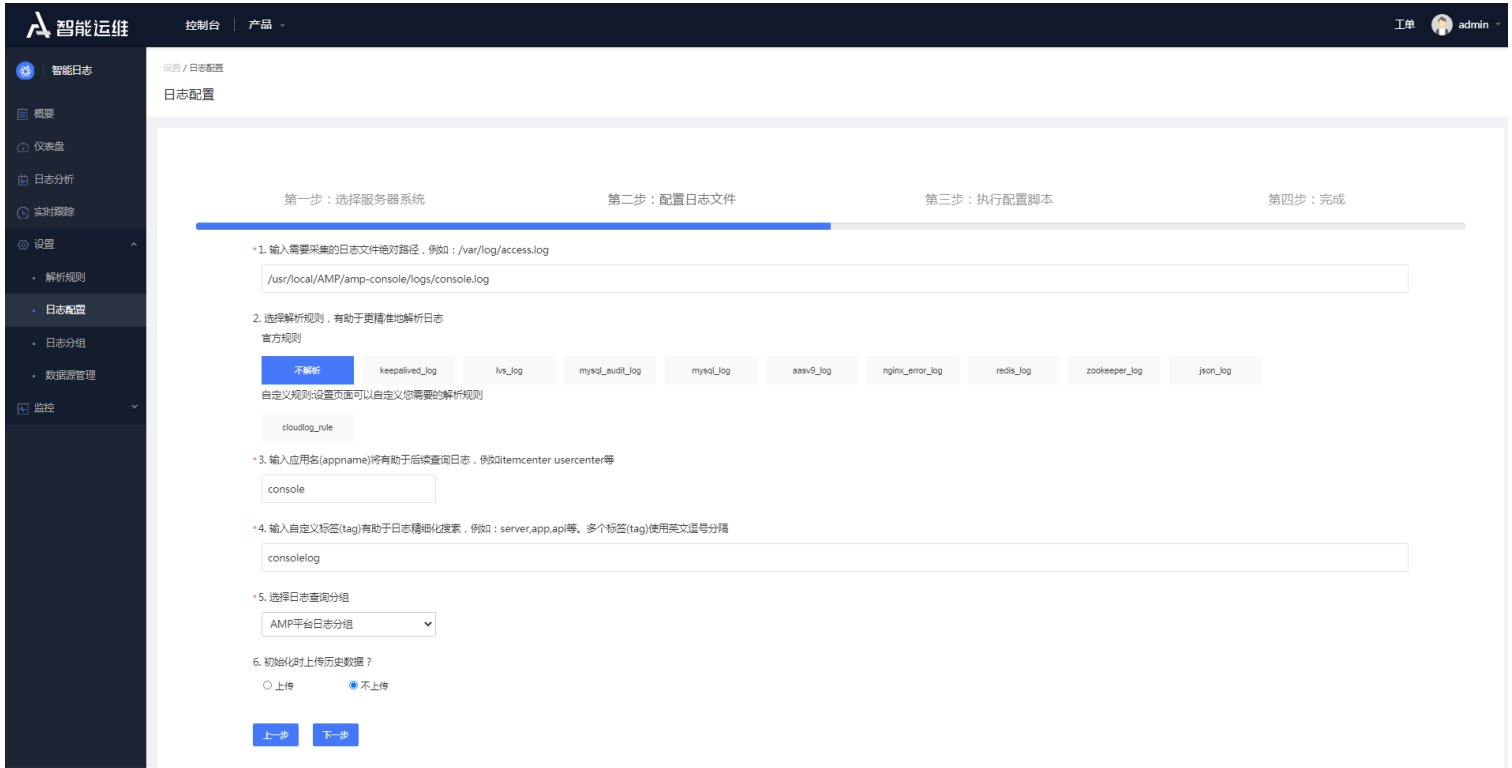 智能运维
控制台
产品
工单
admin
智能日志
概要
仪表盘
日志分析
实时跟踪
设置
解析规则
日志配置
日志分组
数据源管理
监控
设置 / 日志配置
日志配置
第一步：选择服务器系统
第二步：配置日志文件
第三步：执行配置脚本
第四步：完成
*1. 输入需要采集的日志文件绝对路径，例如：/var/log/access.log
/usr/local/AMP/amp-console/logs/console.log
2. 选择解析规则，有助于更精准地解析日志
官方规则
不解析
keepalived_log
lvs_log
mysql_audit_log
mysql_log
aasv9_log
nginx_error_log
redis_log
zookeeper_log
json_log
自定义规则:设置页面可以自定义您需要的解析规则
cloudlog_rule
*3. 输入应用名(appname)将有助于后续查询日志，例如itemcenter usercenter等
console
*4. 输入自定义标签(tag)有助于日志精细化搜索，例如：server,app,api等。多个标签(tag)使用英文逗号分隔
consolelog
*5. 选择日志查询分组
AMP平台日志分组
6. 初始化时上传历史数据？
上传
不上传
上一步
下一步